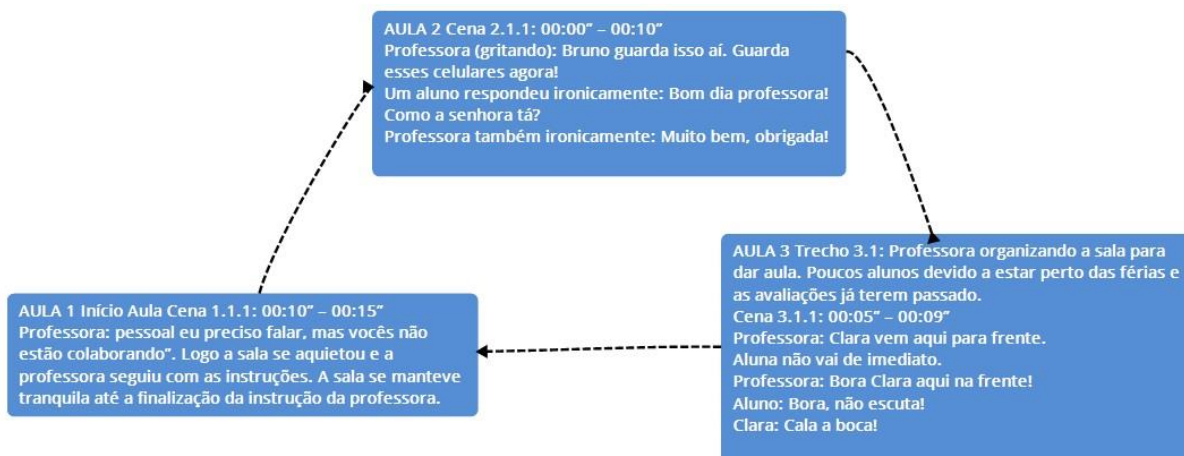 AULA 2 Cena 2.1.1: 00:00” – 00:10”
Professora (gritando): Bruno guarda isso aí. Guarda
esses celulares agora!
Um aluno respondeu ironicamente: Bom dia professora!
Como a senhora tá?
Professora também ironicamente: Muito bem, obrigada!
AULA 3 Trecho 3.1: Professora organizando a sala para
dar aula. Poucos alunos devido a estar perto das férias e
as avaliações já terem passado.
Cena 3.1.1: 00:05” – 00:09”
Professora: Clara vem aqui para frente.
Aluna não vai de imediato.
Professora: Bora Clara aqui na frente!
Aluno: Bora, não escuta!
Clara: Cala a boca!
AULA 1 Início Aula Cena 1.1.1: 00:10” – 00:15”
Professora: pessoal eu preciso falar, mas vocês não
estão colaborando”. Logo a sala se aquietou e a
professora seguiu com as instruções. A sala se manteve
tranquila até a finalização da instrução da professora.